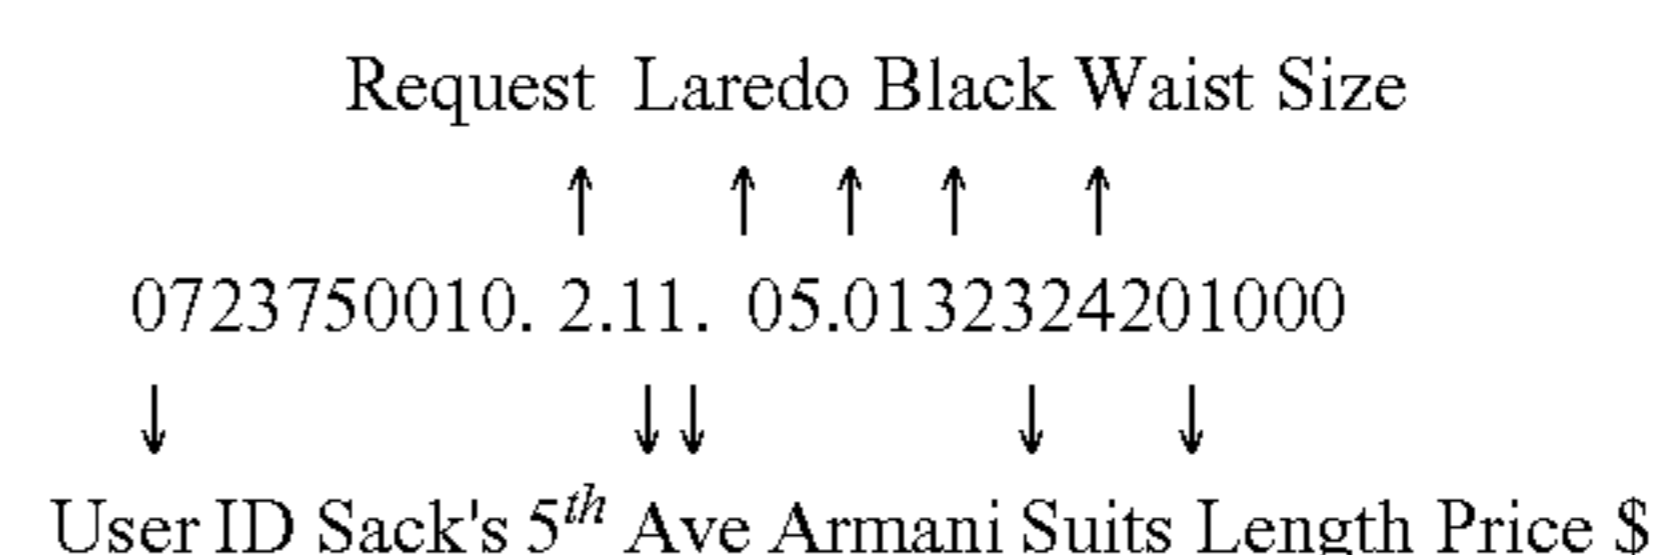 Request Laredo Black Waist Size
↑ ↑ ↑ ↑ ↑
0723750010. 2.11. 05.0132324201000
↓ ↓ ↓ ↓ ↓
User ID Sack's 5th Ave Armani Suits Length Price $